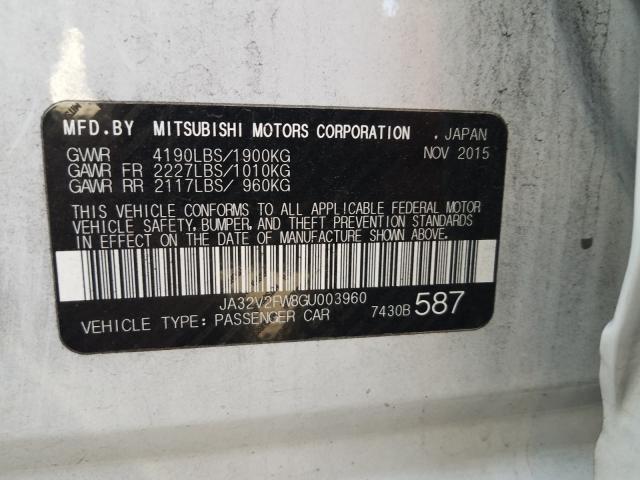 MFD.BY MITSUBISHI MOTORS CORPORATION . JAPAN
GVWR 4190LBS/1900KG NOV 2015
GAWR FR 2227LBS/1010KG
GAWR RR 2117LBS/ 960KG
THIS VEHICLE CONFORMS TO ALL APPLICABLE FEDERAL MOTOR
VEHICLE SAFETY, BUMPER, AND THEFT PREVENTION STANDARDS
IN EFFECT ON THE DATE OF MANUFACTURE SHOWN ABOVE.
JA32V2FW8GU003960
VEHICLE TYPE: PASSENGER CAR 7430B 587